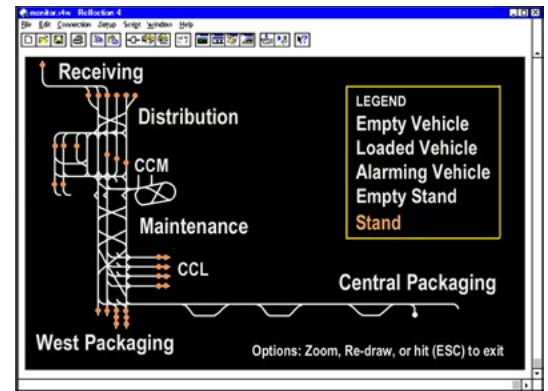 monitor.r4w Reflection 4
File Edit Connection Setup Script Window Help
Receiving
Distribution
CCM
Maintenance
CCL
Central Packaging
West Packaging
LEGEND
Empty Vehicle
Loaded Vehicle
Alarming Vehicle
Empty Stand
Stand
Options: Zoom, Re-draw, or hit (ESC) to exit